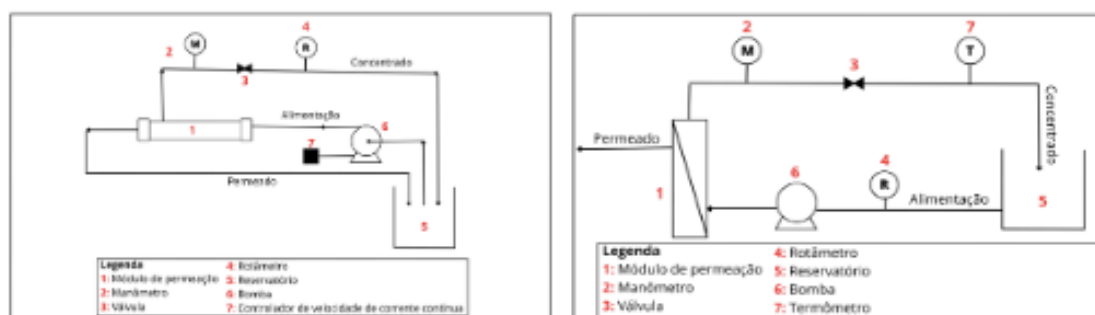 4
2
M
R
3
Concentrado
Alimentação
1
6
7
Permeado
5
Legenda
1: Módulo de permeação
2: Manômetro
3: Válvula
4: Rotâmetro
5: Reservatório
6: Bomba
7: Controlador de velocidade de corrente contínua
2
7
M
3
T
Concentrado
Permeado
6
4
R
1
Alimentação
5
Legenda
1: Módulo de permeação
2: Manômetro
3: Válvula
4: Rotâmetro
5: Reservatório
6: Bomba
7: Termômetro